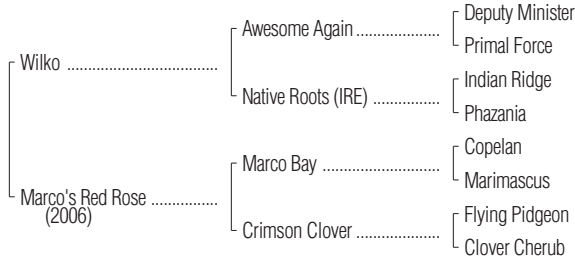 Deputy Minister
Awesome Again ..................
Primal Force
Wilko ................................
Indian Ridge
Native Roots (IRE) ..............
Phazania
Copelan
Marco Bay .........................
Marimascus
Marco's Red Rose ..............
(2006)
Flying Pidgeon
Crimson Clover ..................
Clover Cherub